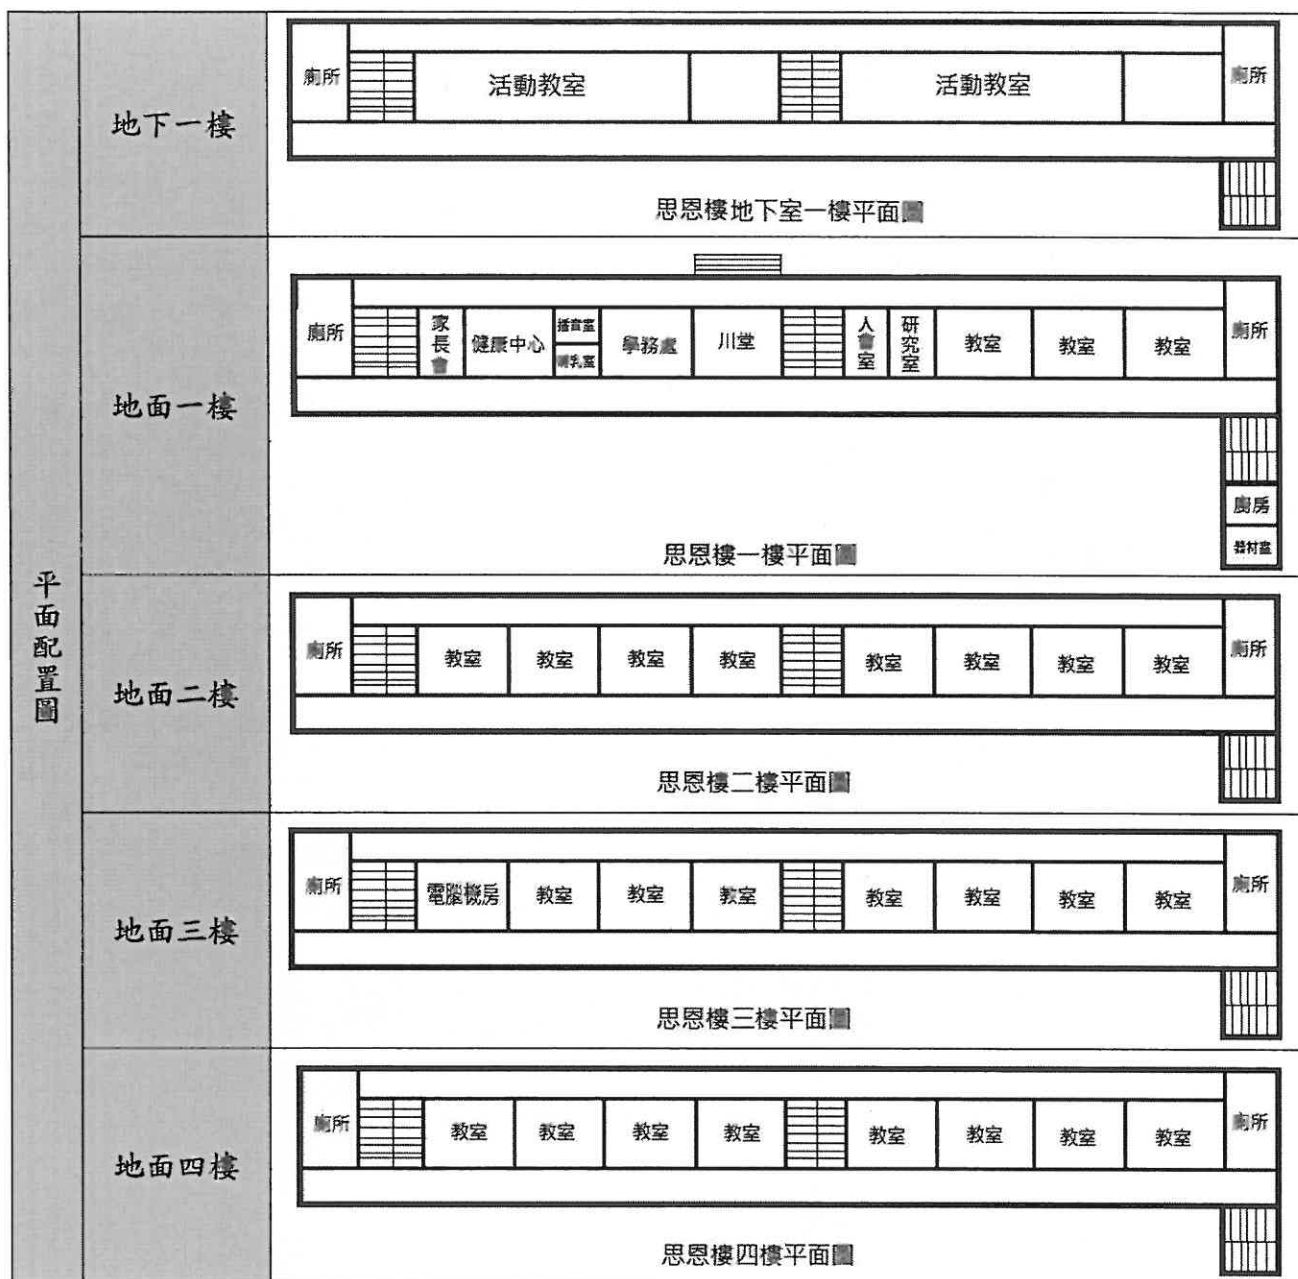 平面配置圖
地下一樓
廁所
活動教室
活動教室
廁所
思恩樓地下室一樓平面圖
地面一樓
廁所
家長會
健康中心
播音室
哺乳室
學務處
川堂
人會室
研究室
教室
教室
教室
廁所
廚房
器材室
思恩樓一樓平面圖
地面二樓
廁所
教室
教室
教室
教室
教室
教室
教室
教室
廁所
思恩樓二樓平面圖
地面三樓
廁所
電腦機房
教室
教室
教室
教室
教室
教室
教室
廁所
思恩樓三樓平面圖
地面四樓
廁所
教室
教室
教室
教室
教室
教室
教室
教室
廁所
思恩樓四樓平面圖